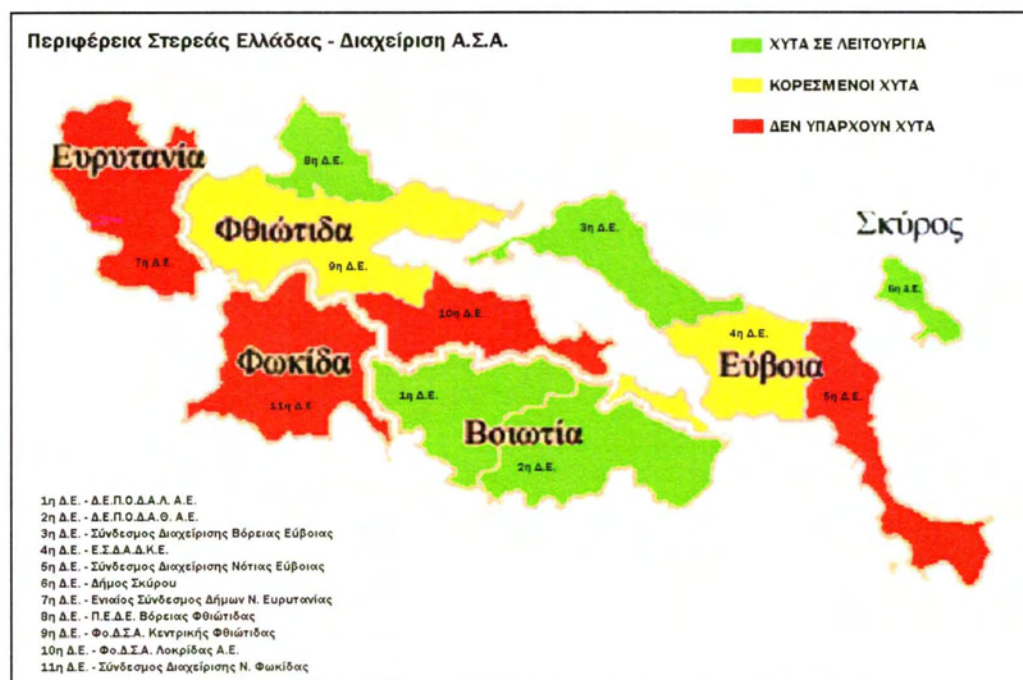 Περιφέρεια Στερεάς Ελλάδας - Διαχείριση Α.Σ.Α.
ΧΥΤΑ ΣΕ ΛΕΙΤΟΥΡΓΙΑ
ΚΟΡΕΣΜΕΝΟΙ ΧΥΤΑ
ΔΕΝ ΥΠΑΡΧΟΥΝ ΧΥΤΑ
Ευρυτανία
8η Δ.Ε.
Φθιώτιδα
3η Δ.Ε.
Σκύρος
7η Δ.Ε.
9η Δ.Ε.
6η Δ.Ε.
10η Δ.Ε.
4η Δ.Ε.
Φωκίδα
Εύβοια
1η Δ.Ε.
5η Δ.Ε.
11η Δ.Ε
Βοιωτία
2η Δ.Ε.
1η Δ.Ε. - Δ.Ε.Π.Ο.Δ.Α.Λ. Α.Ε.
2η Δ.Ε. - Δ.Ε.Π.Ο.Δ.Α.Θ. Α.Ε.
3η Δ.Ε. - Σύνδεσμος Διαχείρισης Βόρειας Εύβοιας
4η Δ.Ε. - Ε.Σ.Δ.Α.Δ.Κ.Ε.
5η Δ.Ε. - Σύνδεσμος Διαχείρισης Νότιας Εύβοιας
6η Δ.Ε. - Δήμος Σκύρου
7η Δ.Ε. - Ενιαίος Σύνδεσμος Δήμων Ν. Ευρυτανίας
8η Δ.Ε. - Π.Ε.Δ.Ε. Βόρειας Φθιώτιδας
9η Δ.Ε. - Φο.Δ.Σ.Α. Κεντρικής Φθιώτιδας
10η Δ.Ε. - Φο.Δ.Σ.Α. Λοκρίδας Α.Ε.
11η Δ.Ε. - Σύνδεσμος Διαχείρισης Ν. Φωκίδας